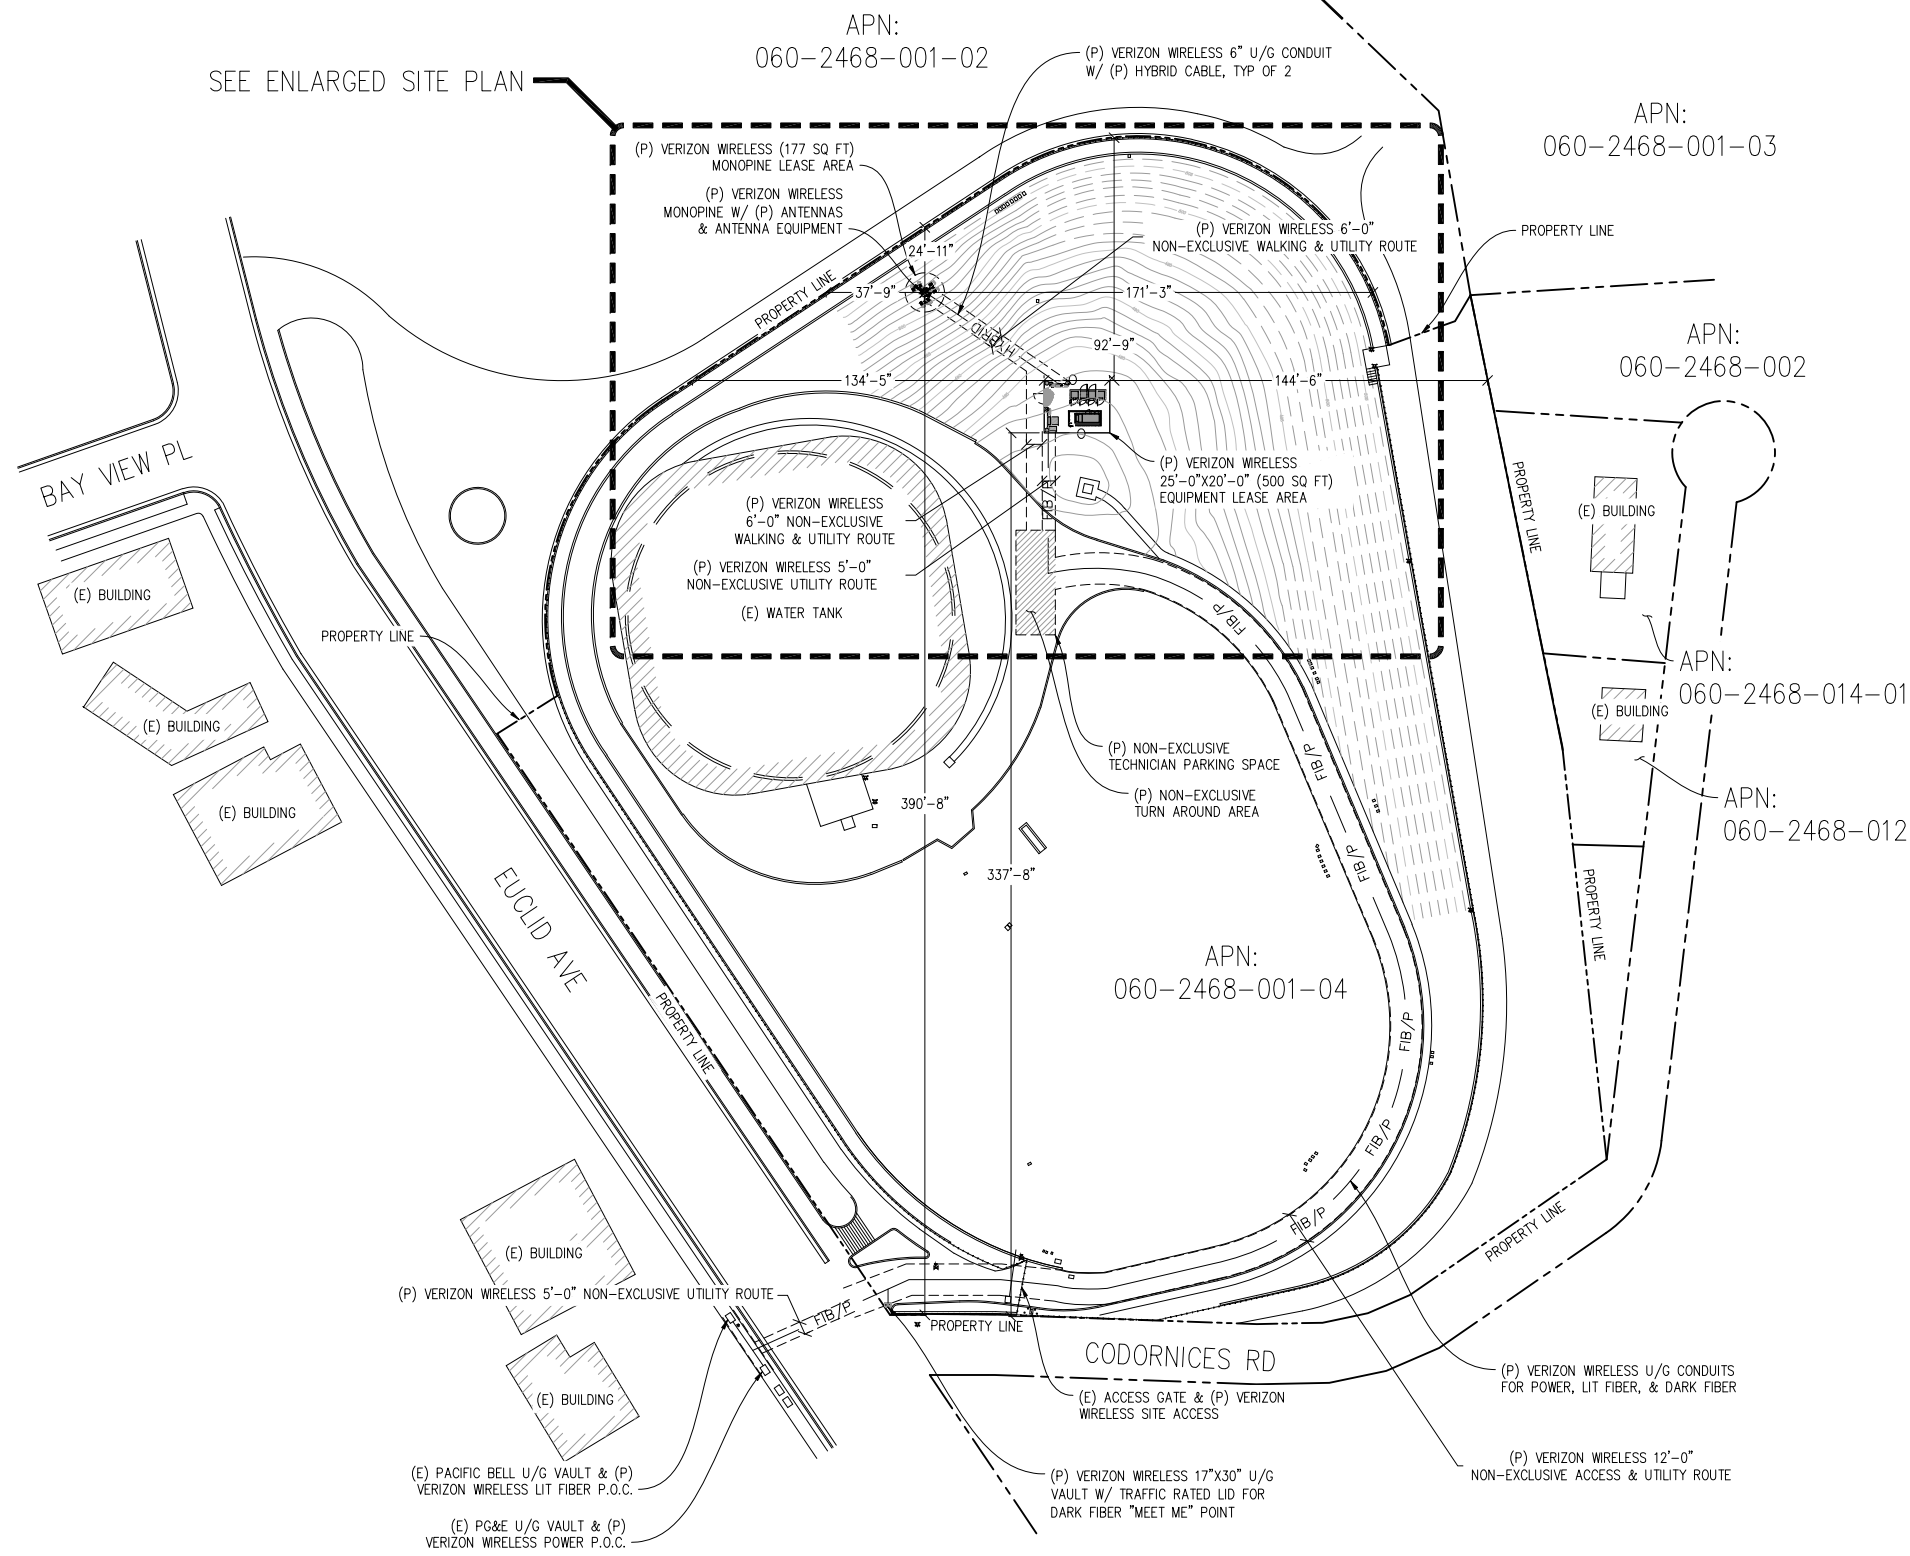 APN:
060-2468-001-02
SEE ENLARGED SITE PLAN
(P) VERIZON WIRELESS 6" U/G CONDUIT
W/ (P) HYBRID CABLE, TYP OF 2
APN:
060-2468-001-03
(P) VERIZON WIRELESS (177 SQ FT)
MONOPINE LEASE AREA
(P) VERIZON WIRELESS
MONOPINE W/ (P) ANTENNAS
& ANTENNA EQUIPMENT
(P) VERIZON WIRELESS 6'-0"
NON-EXCLUSIVE WALKING & UTILITY ROUTE
PROPERTY LINE
24'-11"
PROPERTY LINE
37'-9"
171'-3"
HYBRID
92'-9"
134'-5"
144'-6"
APN:
060-2468-002
BAY VIEW PL
PROPERTY LINE
(P) VERIZON WIRELESS
25'-0"X20'-0" (500 SQ FT)
EQUIPMENT LEASE AREA
(P) VERIZON WIRELESS
6'-0" NON-EXCLUSIVE
WALKING & UTILITY ROUTE
(P) VERIZON WIRELESS 5'-0"
NON-EXCLUSIVE UTILITY ROUTE
(E) WATER TANK
FIB/P
(E) BUILDING
(E) BUILDING
FIB/P
PROPERTY LINE
APN:
060-2468-014-01
(E) BUILDING
(E) BUILDING
(P) NON-EXCLUSIVE
TECHNICIAN PARKING SPACE
(P) NON-EXCLUSIVE
TURN AROUND AREA
FIB/P
APN:
060-2468-012
(E) BUILDING
390'-8"
337'-8"
FIB/P
EUCLID AVE
PROPERTY LINE
APN:
060-2468-001-04
PROPERTY LINE
FIB/P
FIB/P
FIB/P
PROPERTY LINE
(E) BUILDING
(P) VERIZON WIRELESS 5'-0" NON-EXCLUSIVE UTILITY ROUTE
FIB/P
PROPERTY LINE
CODORNICES RD
(E) BUILDING
(E) ACCESS GATE & (P) VERIZON
WIRELESS SITE ACCESS
(P) VERIZON WIRELESS U/G CONDUITS
FOR POWER, LIT FIBER, & DARK FIBER
(P) VERIZON WIRELESS 12'-0"
NON-EXCLUSIVE ACCESS & UTILITY ROUTE
(E) PACIFIC BELL U/G VAULT & (P)
VERIZON WIRELESS LIT FIBER P.O.C.
(P) VERIZON WIRELESS 17"X30" U/G
VAULT W/ TRAFFIC RATED LID FOR
DARK FIBER "MEET ME" POINT
(E) PG&E U/G VAULT & (P)
VERIZON WIRELESS POWER P.O.C.